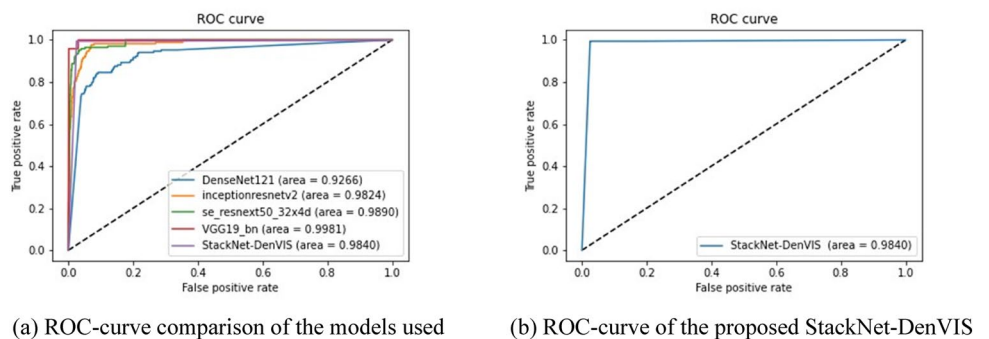 ROC curve
1.0
0.8
0.6
0.4
0.2
0.0
True positive rate
DenseNet121 (area = 0.9266)
inceptionresnetv2 (area = 0.9824)
se_resnext50_32x4d (area = 0.9890)
VGG19_bn (area = 0.9981)
StackNet-DenVIS (area = 0.9840)
0.0 0.2 0.4 0.6 0.8 1.0
False positive rate
(a) ROC-curve comparison of the models used
ROC curve
1.0
0.8
0.6
0.4
0.2
0.0
True positive rate
StackNet-DenVIS (area = 0.9840)
0.0 0.2 0.4 0.6 0.8 1.0
False positive rate
(b) ROC-curve of the proposed StackNet-DenVIS